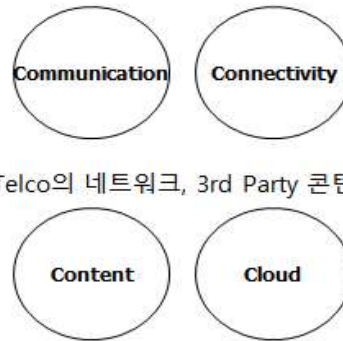 Communication Connectivity
Telco의 네트워크, 3rd Party 콘텐
Content Cloud